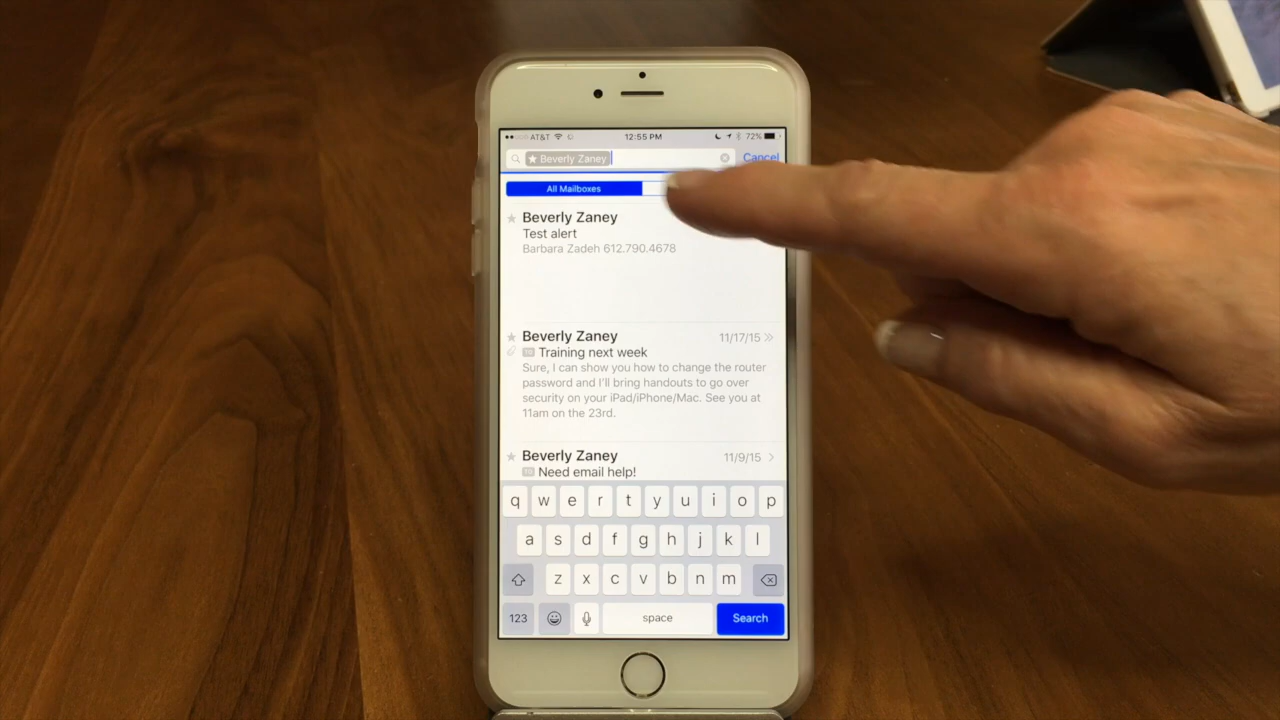 AT&T 12:55 PM 72%
★ Beverly Zaney Cancel
All Mailboxes
Beverly Zaney
Test alert
Barbara Zadeh 612.790.4678
Beverly Zaney 11/17/15
TO Training next week
Sure, I can show you how to change the router
password and I'll bring handouts to go over
security on your iPad/iPhone/Mac. See you at
11am on the 23rd.
Beverly Zaney 11/9/15
TO Need email help!
q w e r t y u i o p
a s d f g h j k l
z x c v b n m
123 space Search